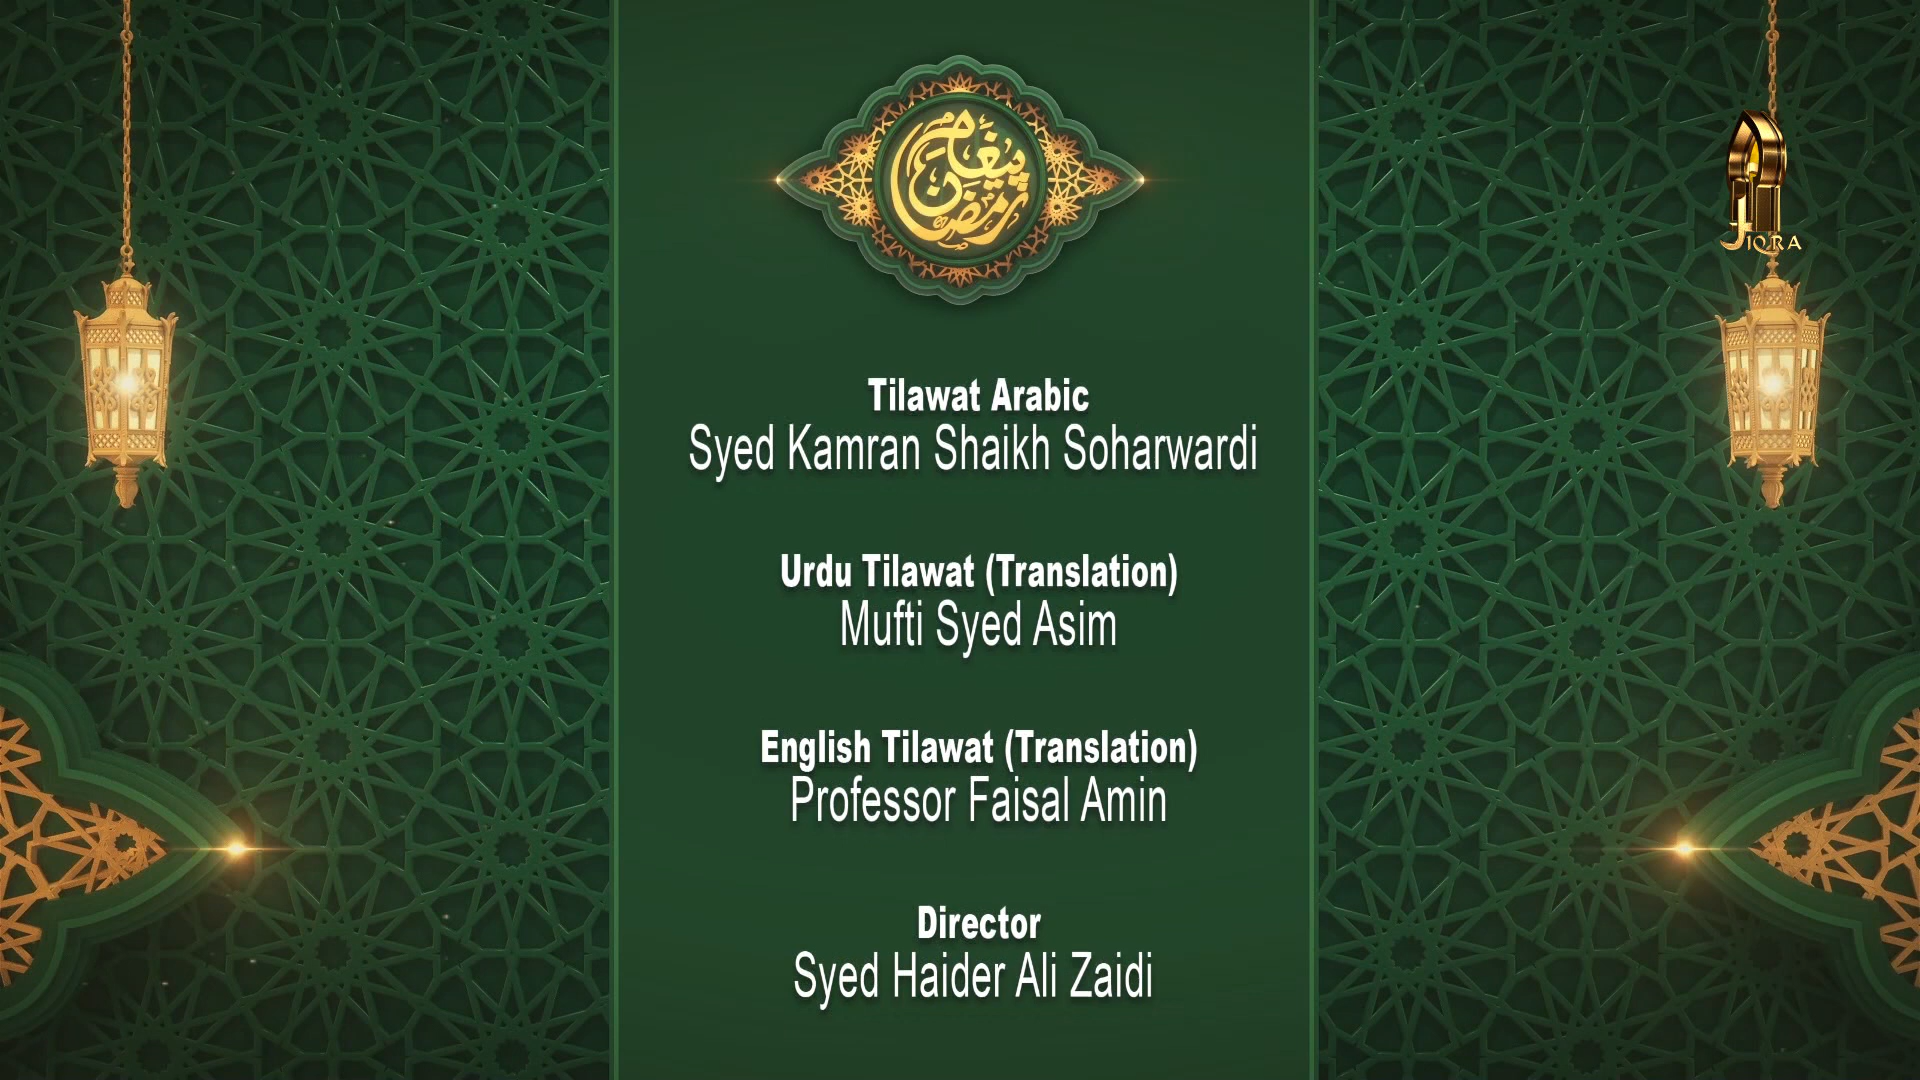 پیغام
رمضان
JIQRA
Tilawat Arabic
Syed Kamran Shaikh Soharwardi
Urdu Tilawat (Translation)
Mufti Syed Asim
English Tilawat (Translation)
Professor Faisal Amin
Director
Syed Haider Ali Zaidi